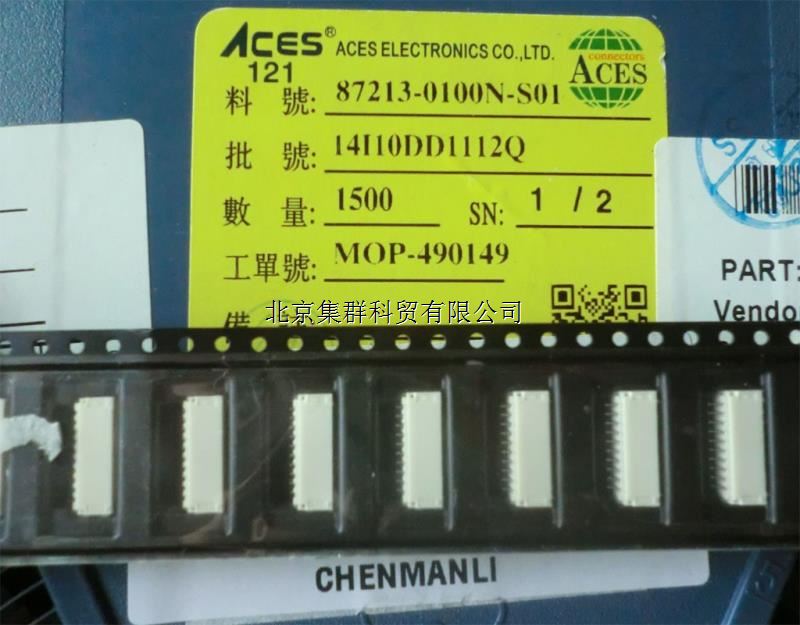 ACES® ACES ELECTRONICS CO.,LTD.
connectors
ACES
121
料 號: 87213-0100N-S01
批 號: 14I10DD1112Q
數 量: 1500 SN: 1 / 2
工單號: MOP-490149
備
PART:
Vendo
北京集群科贸有限公司
CHENMANLI